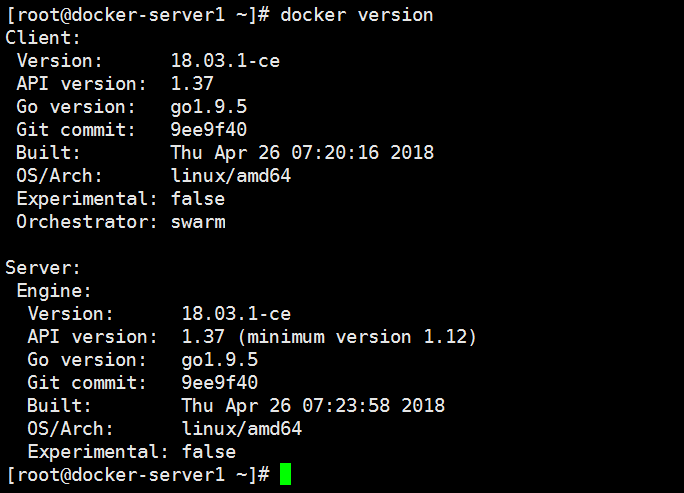 [root@docker-server1 ~]# docker version
Client:
 Version:      18.03.1-ce
 API version:  1.37
 Go version:   go1.9.5
 Git commit:   9ee9f40
 Built:        Thu Apr 26 07:20:16 2018
 OS/Arch:      linux/amd64
 Experimental: false
 Orchestrator: swarm

Server:
 Engine:
  Version:      18.03.1-ce
  API version:  1.37 (minimum version 1.12)
  Go version:   go1.9.5
  Git commit:   9ee9f40
  Built:        Thu Apr 26 07:23:58 2018
  OS/Arch:      linux/amd64
  Experimental: false
[root@docker-server1 ~]#